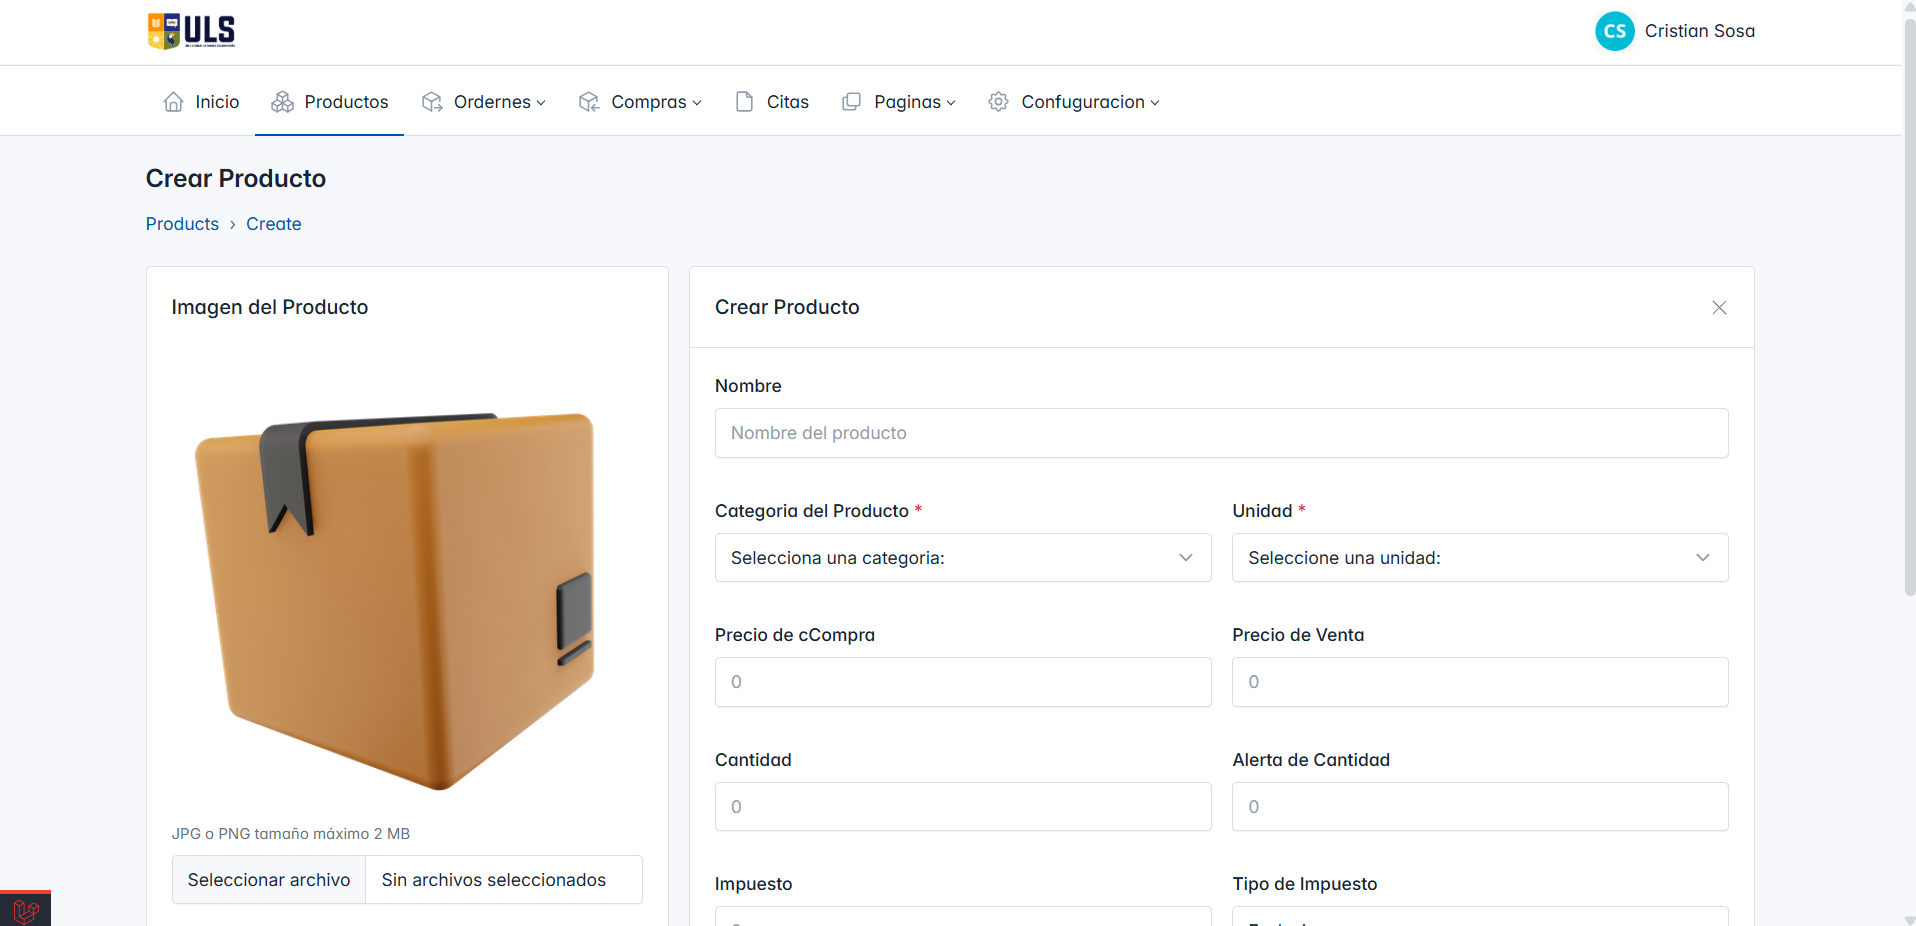 ULS
CS Cristian Sosa
Inicio Productos Ordernes Compras Citas Paginas Confuguracion
Crear Producto
Products › Create
Imagen del Producto
JPG o PNG tamaño máximo 2 MB
Seleccionar archivo Sin archivos seleccionados
Crear Producto
Nombre
Nombre del producto
Categoria del Producto * Unidad *
Selecciona una categoria: Seleccione una unidad:
Precio de cCompra Precio de Venta
0 0
Cantidad Alerta de Cantidad
0 0
Impuesto Tipo de Impuesto